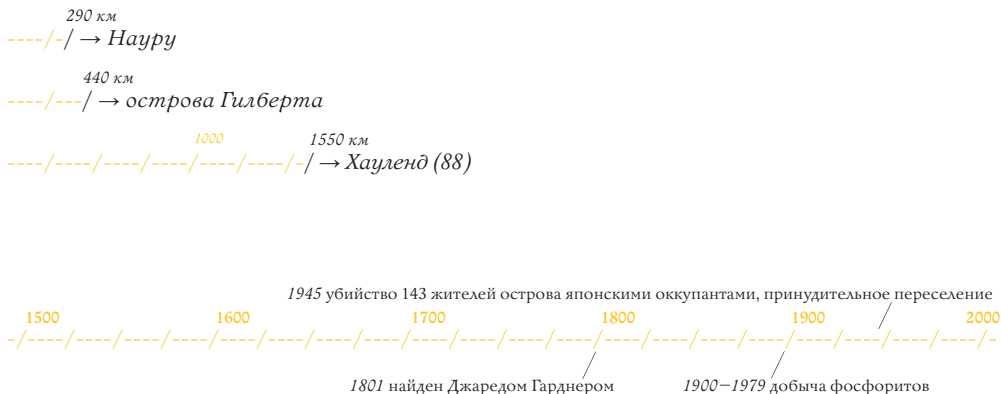 290 км
----/-/ → Науру
440 км
----/---/ → острова Гилберта
1000
1550 км
----/----/----/----/----/----/-/ → Хауленд (88)
1945 убийство 143 жителей острова японскими оккупантами, принудительное переселение
1500 1600 1700 1800 1900 2000
1801 найден Джаредом Гарднером
1900–1979 добыча фосфоритов